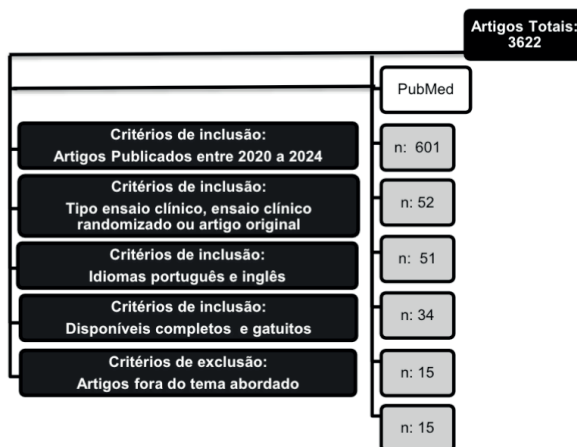 Artigos Totais:
3622
PubMed
Critérios de inclusão:
Artigos Publicados entre 2020 a 2024
n: 601
Critérios de inclusão:
Tipo ensaio clínico, ensaio clínico
randomizado ou artigo original
n: 52
Critérios de inclusão:
Idiomas português e inglês
n: 51
Critérios de inclusão:
Disponíveis completos e gatuitos
n: 34
Critérios de exclusão:
Artigos fora do tema abordado
n: 15
n: 15